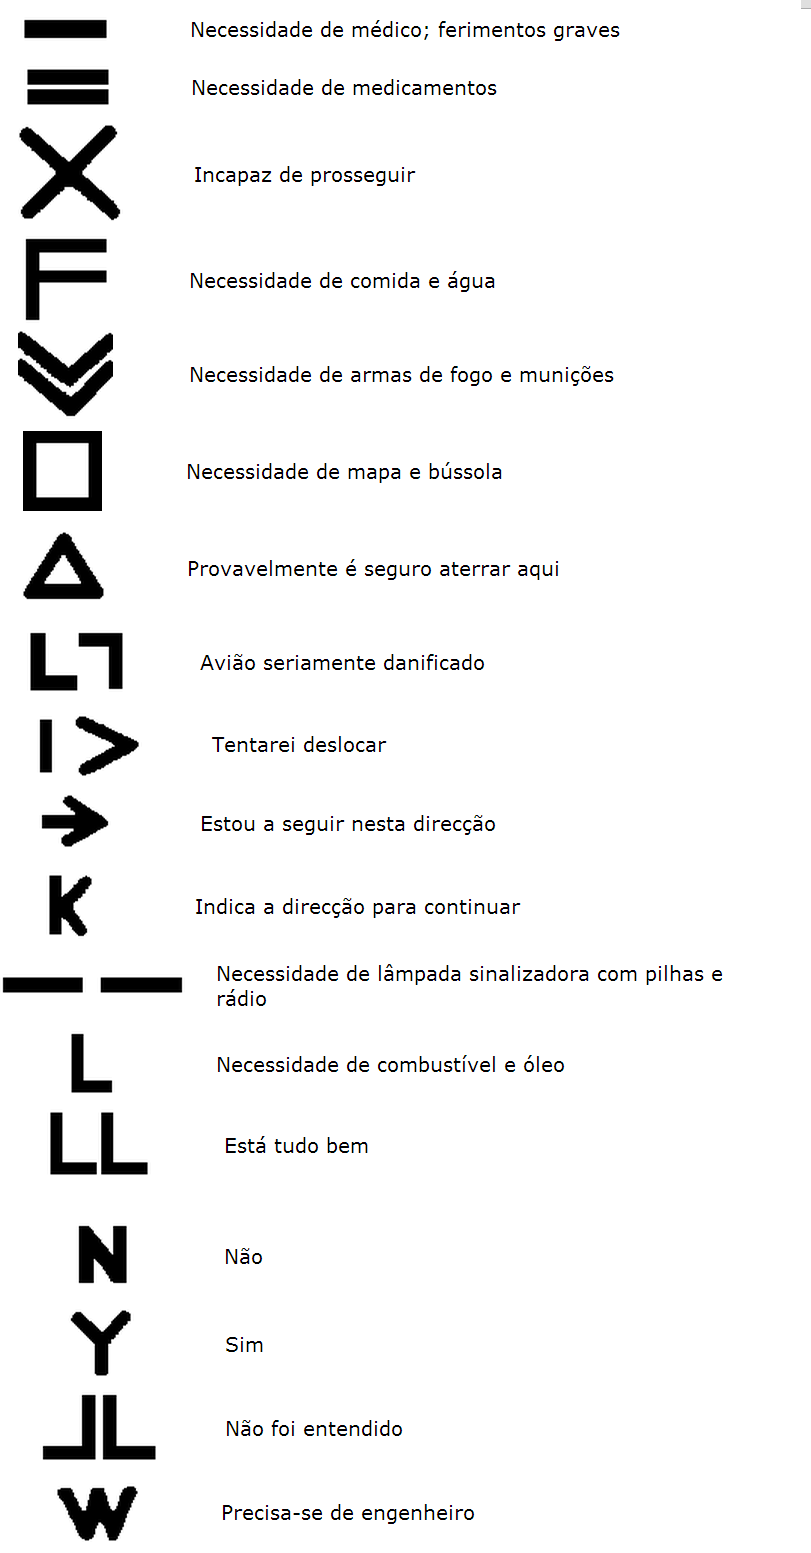 Necessidade de médico; ferimentos graves
Necessidade de medicamentos
Incapaz de prosseguir
F
Necessidade de comida e água
Necessidade de armas de fogo e munições
Necessidade de mapa e bússola
Provavelmente é seguro aterrar aqui
Avião seriamente danificado
Tentarei deslocar
Estou a seguir nesta direcção
K
Indica a direcção para continuar
Necessidade de lâmpada sinalizadora com pilhas e
rádio
L
Necessidade de combustível e óleo
LL
Está tudo bem
N
Não
Y
Sim
Não foi entendido
W
Precisa-se de engenheiro